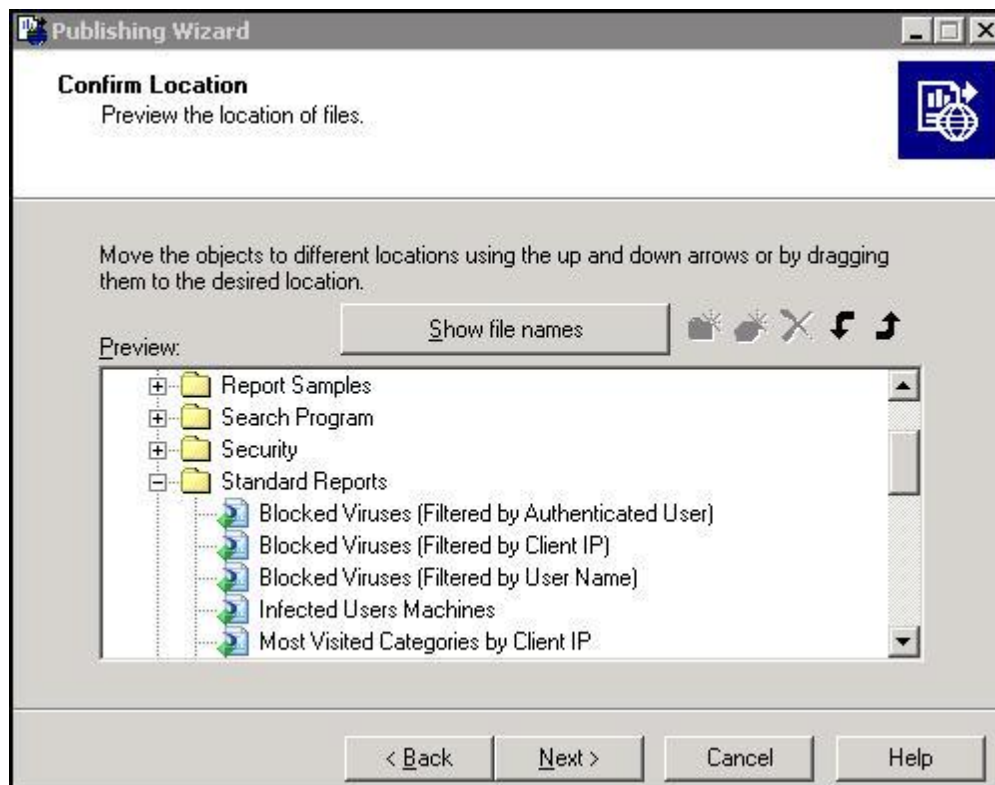 Publishing Wizard
Confirm Location
Preview the location of files.
Move the objects to different locations using the up and down arrows or by dragging
them to the desired location.
Show file names
Preview:
Report Samples
Search Program
Security
Standard Reports
Blocked Viruses (Filtered by Authenticated User)
Blocked Viruses (Filtered by Client IP)
Blocked Viruses (Filtered by User Name)
Infected Users Machines
Most Visited Categories by Client IP
< Back
Next >
Cancel
Help